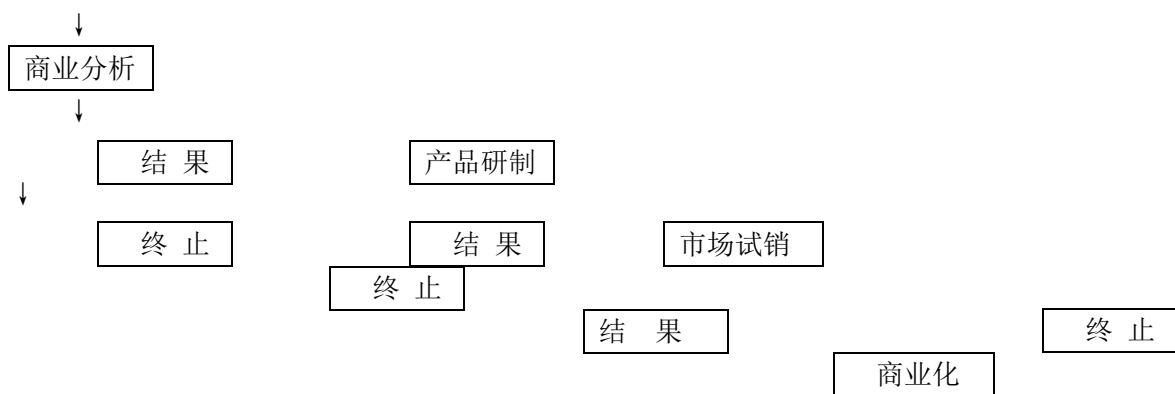 ↓
商业分析
↓
结 果 产品研制
↓
终 止 结 果 市场试销
终 止
结 果 终 止
商业化